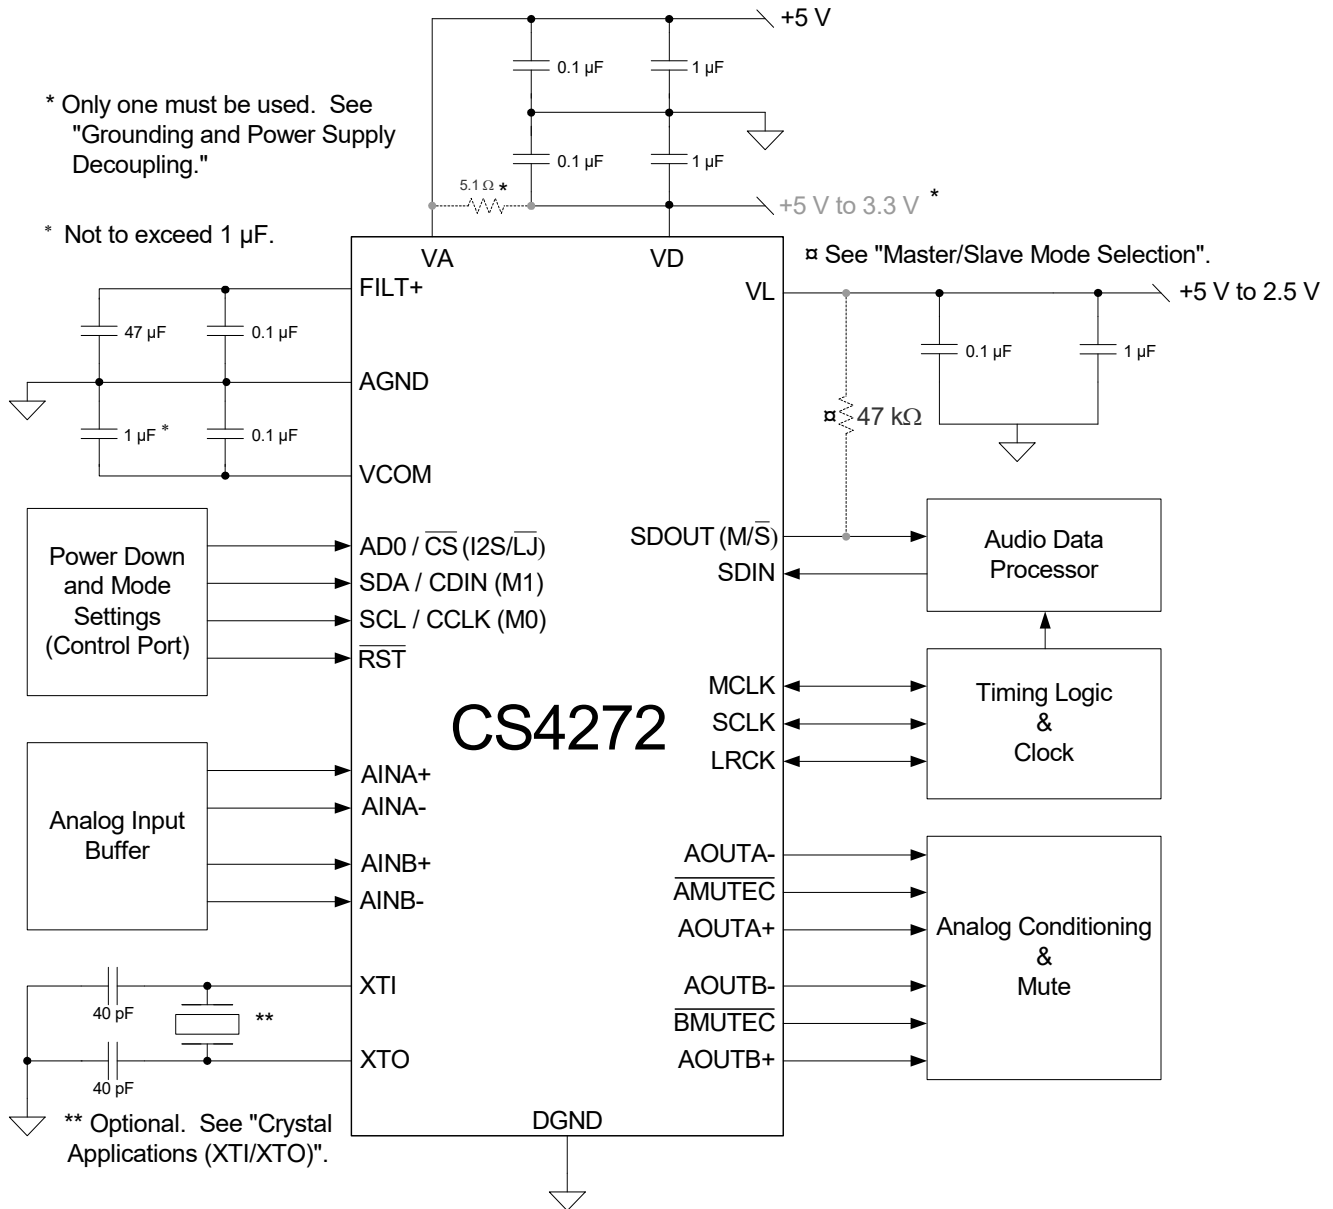 +5 V
0.1 µF
1 µF
* Only one must be used. See
"Grounding and Power Supply
Decoupling."
0.1 µF
1 µF
5.1 Ω *
+5 V to 3.3 V *
* Not to exceed 1 µF.
VA
VD
¤ See "Master/Slave Mode Selection".
FILT+
VL
+5 V to 2.5 V
47 µF
0.1 µF
0.1 µF
1 µF
AGND
¤ 47 kΩ
1 µF *
0.1 µF
VCOM
Power Down
and Mode
Settings
(Control Port)
AD0 / C̅S̅ (I2S/L̅J̅)
SDA / CDIN (M1)
SCL / CCLK (M0)
R̅S̅T̅
SDOUT (M/S̅)
SDIN
Audio Data
Processor
CS4272
MCLK
SCLK
LRCK
Timing Logic
&
Clock
Analog Input
Buffer
AINA+
AINA-
AINB+
AINB-
AOUTA-
A̅M̅U̅T̅E̅C̅
AOUTA+
AOUTB-
B̅M̅U̅T̅E̅C̅
AOUTB+
Analog Conditioning
&
Mute
XTI
40 pF
**
XTO
40 pF
** Optional. See "Crystal
Applications (XTI/XTO)".
DGND